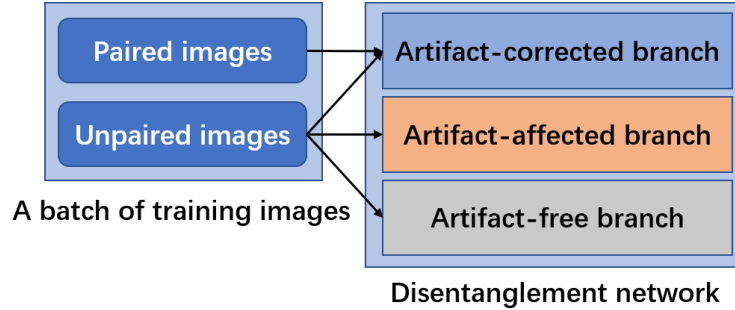 Paired images
Unpaired images
A batch of training images
Artifact-corrected branch
Artifact-affected branch
Artifact-free branch
Disentanglement network